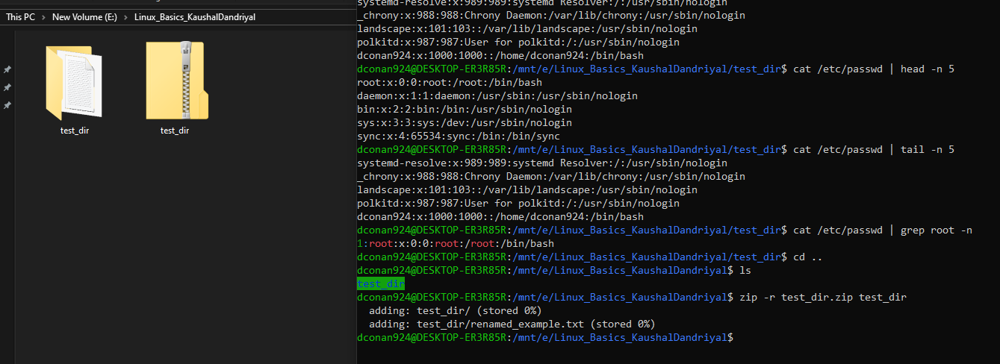 This PC > New Volume (E:) > Linux_Basics_KaushalDandriyal
test_dir
test_dir
systemd-resolve:x:989:989:systemd Resolver:/:/usr/sbin/nologin
_chrony:x:988:988:Chrony Daemon:/var/lib/chrony:/usr/sbin/nologin
landscape:x:101:103::/var/lib/landscape:/usr/sbin/nologin
polkitd:x:987:987:User for polkitd:/:/usr/sbin/nologin
dconan924:x:1000:1000::/home/dconan924:/bin/bash
dconan924@DESKTOP-ER3R85R:/mnt/e/Linux_Basics_KaushalDandriyal/test_dir$ cat /etc/passwd | head -n 5
root:x:0:0:root:/root:/bin/bash
daemon:x:1:1:daemon:/usr/sbin:/usr/sbin/nologin
bin:x:2:2:bin:/bin:/usr/sbin/nologin
sys:x:3:3:sys:/dev:/usr/sbin/nologin
sync:x:4:65534:sync:/bin:/bin/sync
dconan924@DESKTOP-ER3R85R:/mnt/e/Linux_Basics_KaushalDandriyal/test_dir$ cat /etc/passwd | tail -n 5
systemd-resolve:x:989:989:systemd Resolver:/:/usr/sbin/nologin
_chrony:x:988:988:Chrony Daemon:/var/lib/chrony:/usr/sbin/nologin
landscape:x:101:103::/var/lib/landscape:/usr/sbin/nologin
polkitd:x:987:987:User for polkitd:/:/usr/sbin/nologin
dconan924:x:1000:1000::/home/dconan924:/bin/bash
dconan924@DESKTOP-ER3R85R:/mnt/e/Linux_Basics_KaushalDandriyal/test_dir$ cat /etc/passwd | grep root -n
1:root:x:0:0:root:/root:/bin/bash
dconan924@DESKTOP-ER3R85R:/mnt/e/Linux_Basics_KaushalDandriyal/test_dir$ cd ..
dconan924@DESKTOP-ER3R85R:/mnt/e/Linux_Basics_KaushalDandriyal$ ls
test_dir
dconan924@DESKTOP-ER3R85R:/mnt/e/Linux_Basics_KaushalDandriyal$ zip -r test_dir.zip test_dir
  adding: test_dir/ (stored 0%)
  adding: test_dir/renamed_example.txt (stored 0%)
dconan924@DESKTOP-ER3R85R:/mnt/e/Linux_Basics_KaushalDandriyal$